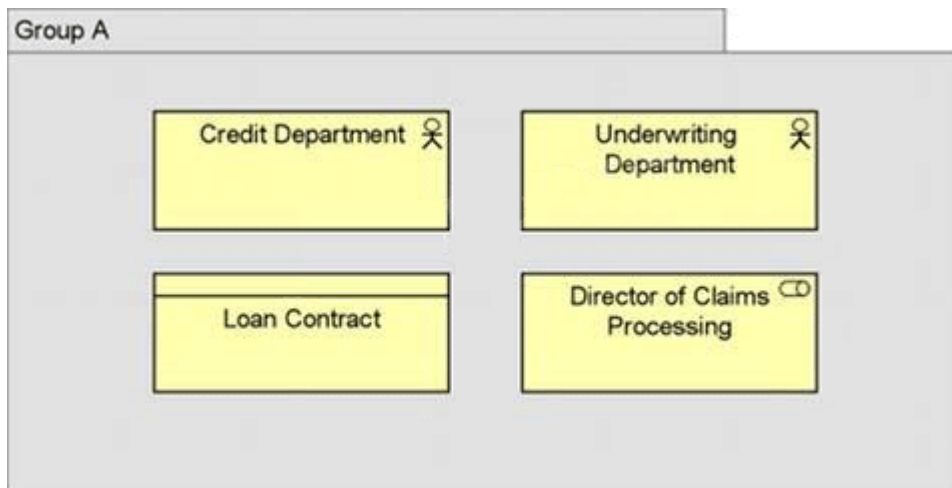 Group A
Credit Department
Underwriting
Department
Loan Contract
Director of Claims
Processing